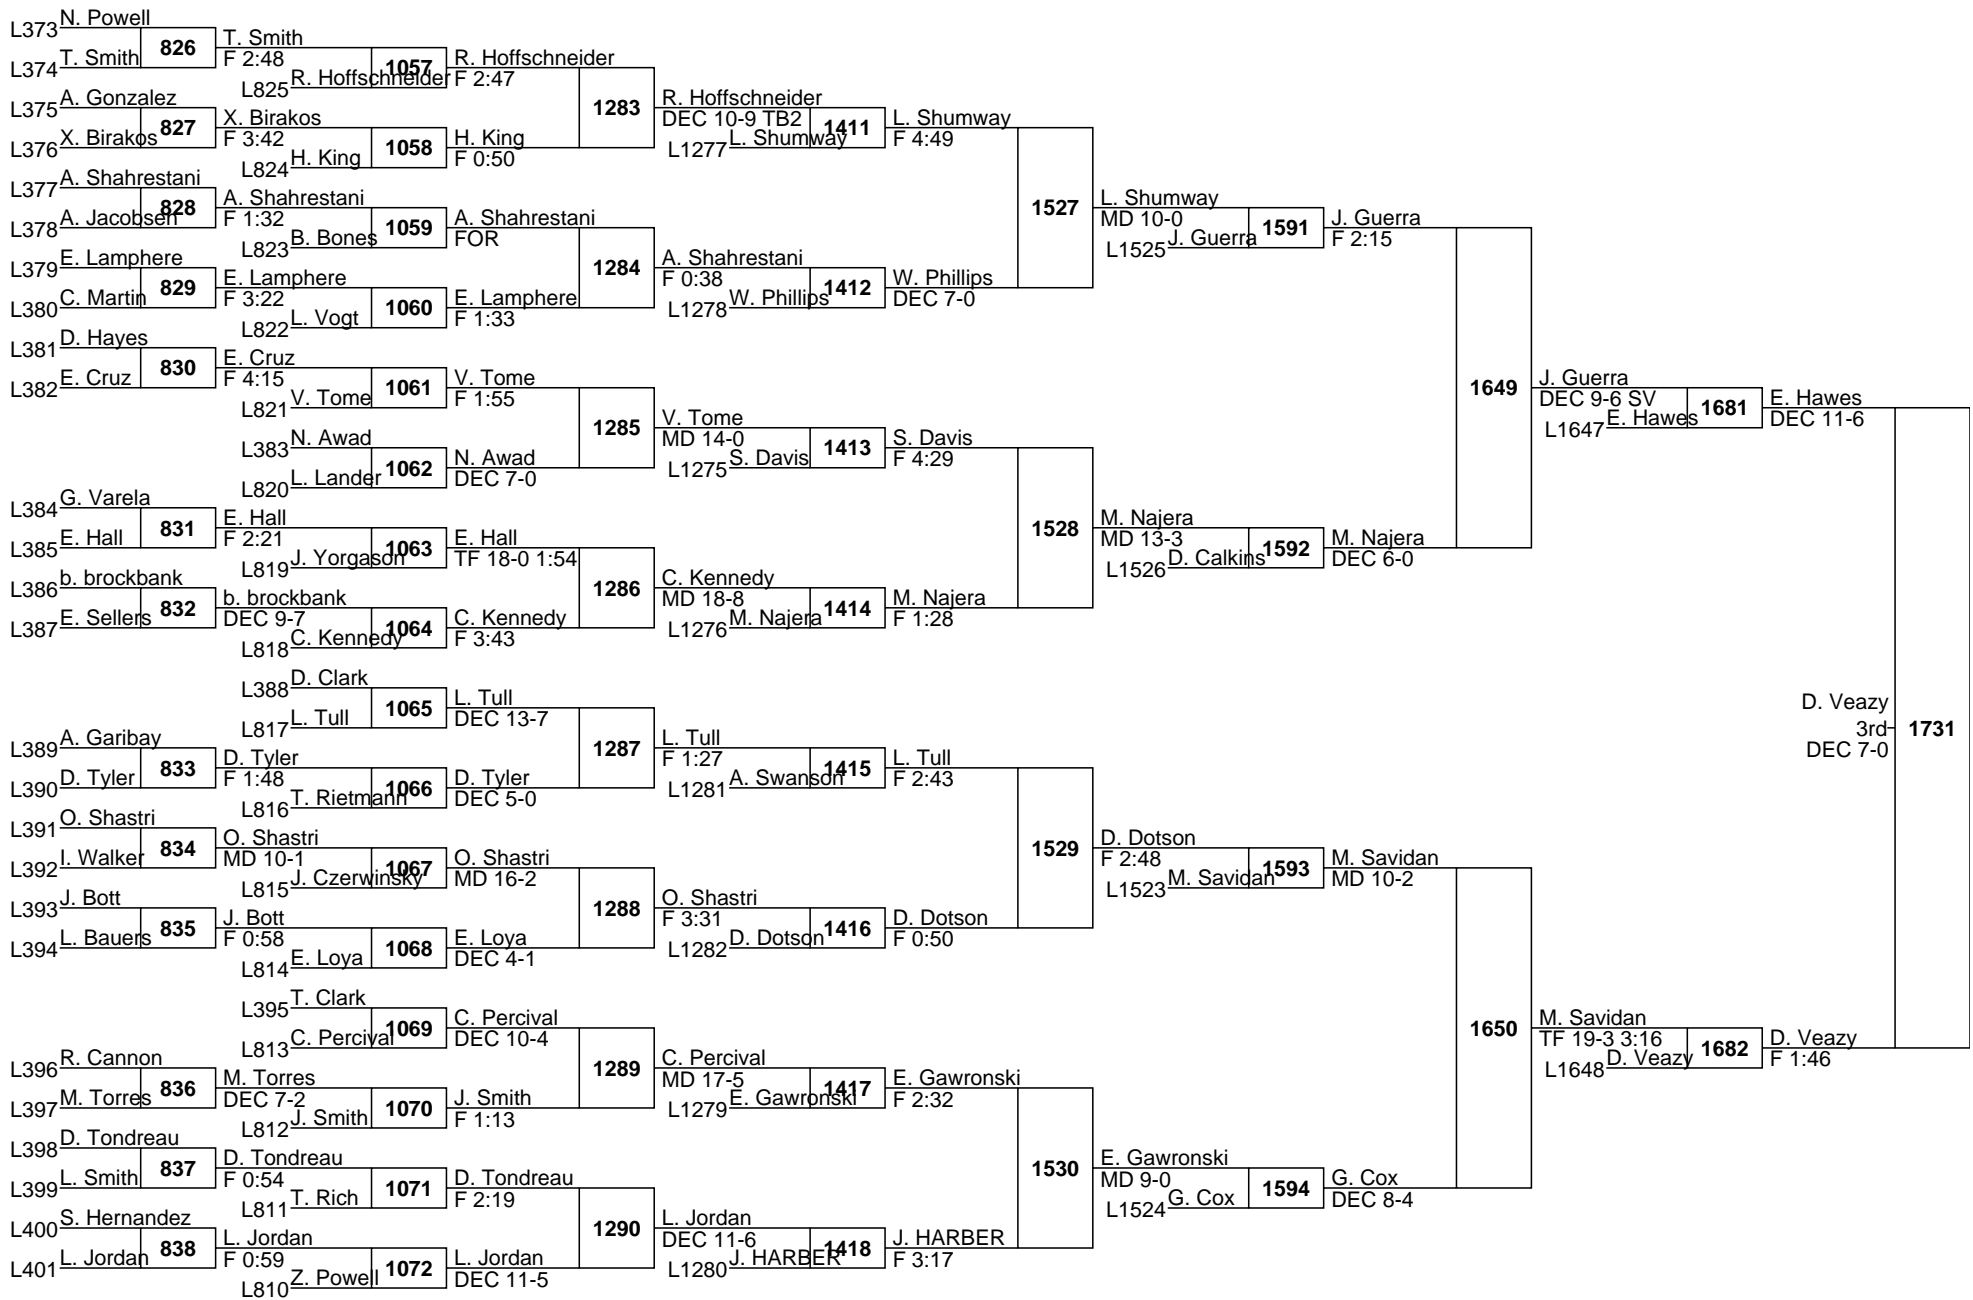 L373 N. Powell
826
L374 T. Smith
T. Smith
F 2:48
1057
L825 R. Hoffschneider
R. Hoffschneider
F 2:47
L375 A. Gonzalez
827
L376 X. Birakos
X. Birakos
F 3:42
1058
L824 H. King
H. King
F 0:50
1283
R. Hoffschneider
DEC 10-9 TB2
1411
L1277 L. Shumway
L. Shumway
F 4:49
L377 A. Shahrestani
828
L378 A. Jacobsen
A. Shahrestani
F 1:32
1059
L823 B. Bones
A. Shahrestani
FOR
L379 E. Lamphere
829
L380 C. Martin
E. Lamphere
F 3:22
1060
L822 L. Vogt
E. Lamphere
F 1:33
1284
A. Shahrestani
F 0:38
1412
L1278 W. Phillips
W. Phillips
DEC 7-0
1527
L. Shumway
MD 10-0
1591
L1525 J. Guerra
J. Guerra
F 2:15
L381 D. Hayes
830
L382 E. Cruz
E. Cruz
F 4:15
1061
L821 V. Tome
V. Tome
F 1:55
L383 N. Awad
1062
L820 L. Lander
N. Awad
DEC 7-0
1285
V. Tome
MD 14-0
1413
L1275 S. Davis
S. Davis
F 4:29
L384 G. Varela
831
L385 E. Hall
E. Hall
F 2:21
1063
L819 J. Yorgason
E. Hall
TF 18-0 1:54
L386 b. brockbank
832
L387 E. Sellers
b. brockbank
DEC 9-7
1064
L818 C. Kennedy
C. Kennedy
F 3:43
1286
C. Kennedy
MD 18-8
1414
L1276 M. Najera
M. Najera
F 1:28
1528
M. Najera
MD 13-3
1592
L1526 D. Calkins
M. Najera
DEC 6-0
1649
J. Guerra
DEC 9-6 SV
1681
L1647 E. Hawes
E. Hawes
DEC 11-6
L388 D. Clark
1065
L817 L. Tull
L. Tull
DEC 13-7
L389 A. Garibay
833
L390 D. Tyler
D. Tyler
F 1:48
1066
L816 T. Rietmann
D. Tyler
DEC 5-0
1287
L. Tull
F 1:27
1415
L1281 A. Swanson
L. Tull
F 2:43
L391 O. Shastri
834
L392 I. Walker
O. Shastri
MD 10-1
1067
L815 J. Czerwinsky
O. Shastri
MD 16-2
L393 J. Bott
835
L394 L. Bauers
J. Bott
F 0:58
1068
L814 E. Loya
E. Loya
DEC 4-1
1288
O. Shastri
F 3:31
1416
L1282 D. Dotson
D. Dotson
F 0:50
1529
D. Dotson
F 2:48
1593
L1523 M. Savidan
M. Savidan
MD 10-2
L395 T. Clark
1069
L813 C. Percival
C. Percival
DEC 10-4
L396 R. Cannon
836
L397 M. Torres
M. Torres
DEC 7-2
1070
L812 J. Smith
J. Smith
F 1:13
1289
C. Percival
MD 17-5
1417
L1279 E. Gawronski
E. Gawronski
F 2:32
L398 D. Tondreau
837
L399 L. Smith
D. Tondreau
F 0:54
1071
L811 T. Rich
D. Tondreau
F 2:19
L400 S. Hernandez
838
L401 L. Jordan
L. Jordan
F 0:59
1072
L810 Z. Powell
L. Jordan
DEC 11-5
1290
L. Jordan
DEC 11-6
1418
L1280 J. HARBER
J. HARBER
F 3:17
1530
E. Gawronski
MD 9-0
1594
L1524 G. Cox
G. Cox
DEC 8-4
1650
M. Savidan
TF 19-3 3:16
1682
L1648 D. Veazy
D. Veazy
F 1:46
D. Veazy
3rd
DEC 7-0
1731